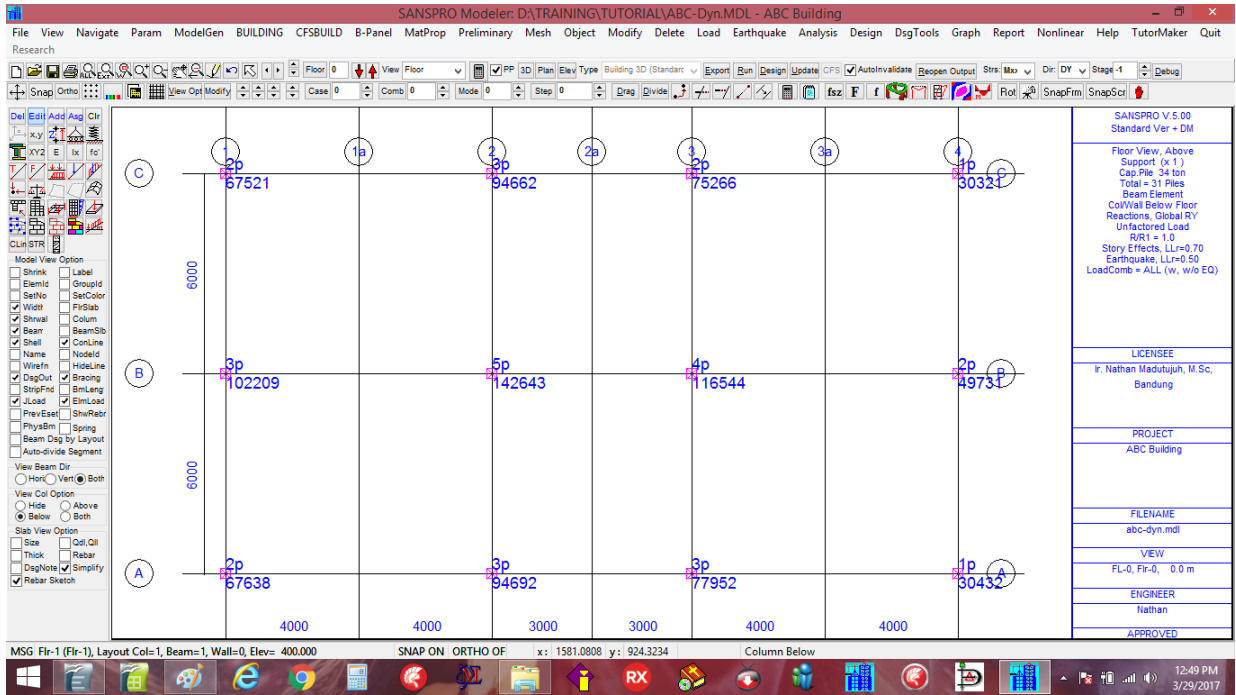 SANSPRO Modeler: D:\TRAINING\TUTORIAL\ABC-Dyn.MDL - ABC Building
File View Navigate Param ModelGen BUILDING CFSBUILD B-Panel MatProp Preliminary Mesh Object Modify Delete Load Earthquake Analysis Design DsgTools Graph Report Nonlinear Help TutorMaker Quit
Research
Floor 0 View Floor PP 3D Plan Elev Type Building 3D (Standarc Export Run Design Update CFS AutoInvalidate Reopen Output Strs: Mxx Dir: DY Stage -1 Debug
Snap Ortho View Opt Modify Case 0 Comb 0 Mode 0 Step 0 Drag Divide fsz F f Rot SnapFrm SnapScr
Del Edit Add Asg Clr
x,y
XY2 E Ix fc'
CLin STR
Model View Option
Shrink Label
ElemId GroupId
SetNo SetColor
Width FlrSlab
Shrwal Colum
Beam BeamSlb
Shell ConLine
Name NodeId
Wirefn HideLine
DsgOut Bracing
StripFnd BmLeng
JLoad ElmLoad
PrevEset ShwRebr
PhysBm Spring
Beam Dsg by Layout
Auto-divide Segment
View Beam Dir
Hori Vert Both
View Col Option
Hide Above
Below Both
Slab View Option
Size Qdl,Qll
Thick Rebar
DsgNote Simplify
Rebar Sketch
1 1a 2 2a 3 3a 4
C 2p 3p 2p 1p C
67521 94662 75266 30321
6000
B 3p 5p 4p 2p B
102209 142643 116544 49731
6000
A 2p 3p 3p 1p A
67638 94692 77952 30432
4000 4000 3000 3000 4000 4000
SANSPRO V.5.00
Standard Ver + DM
Floor View, Above
Support (x 1 )
Cap.Pile 34 ton
Total = 31 Piles
Beam Element
Col/Wall Below Floor
Reactions, Global RY
Unfactored Load
R/R1 = 1.0
Story Effects, LLr=0.70
Earthquake, LLr=0.50
LoadComb = ALL (w, w/o EQ)
LICENSEE
Ir. Nathan Madutujuh, M.Sc,
Bandung
PROJECT
ABC Building
FILENAME
abc-dyn.mdl
VIEW
FL-0, Flr-0, 0.0 m
ENGINEER
Nathan
APPROVED
MSG Flr-1 (Flr-1), Layout Col=1, Beam=1, Wall=0, Elev= 400.000 SNAP ON ORTHO OF x: 1581.0808 y: 924.3234 Column Below
RX
12:49 PM
3/29/2017